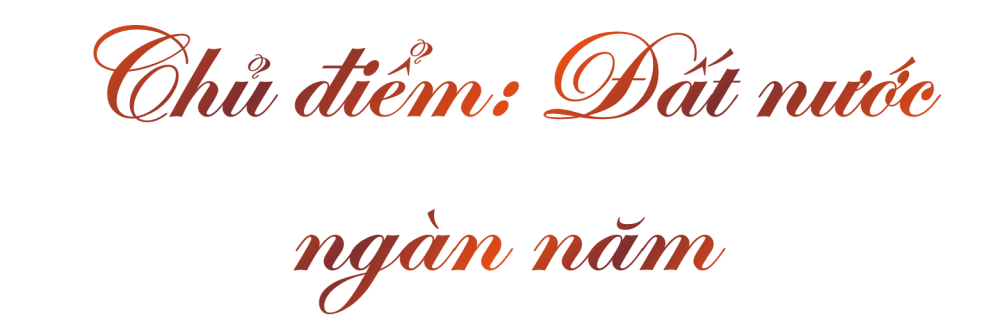 Chủ điểm: Đất nước
ngàn năm